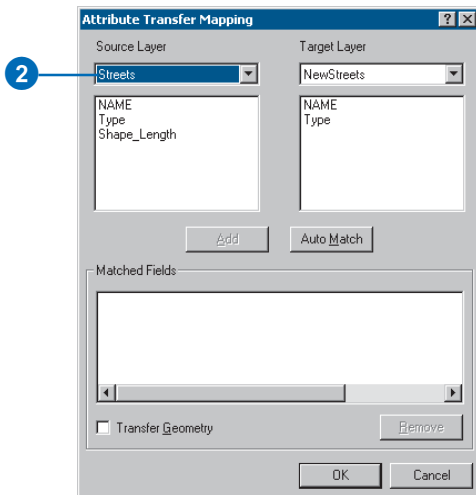 Attribute Transfer Mapping
Source Layer
Target Layer
2
Streets
NewStreets
NAME
Type
Shape_Length
NAME
Type
Add
Auto Match
Matched Fields
Transfer Geometry
Remove
OK
Cancel